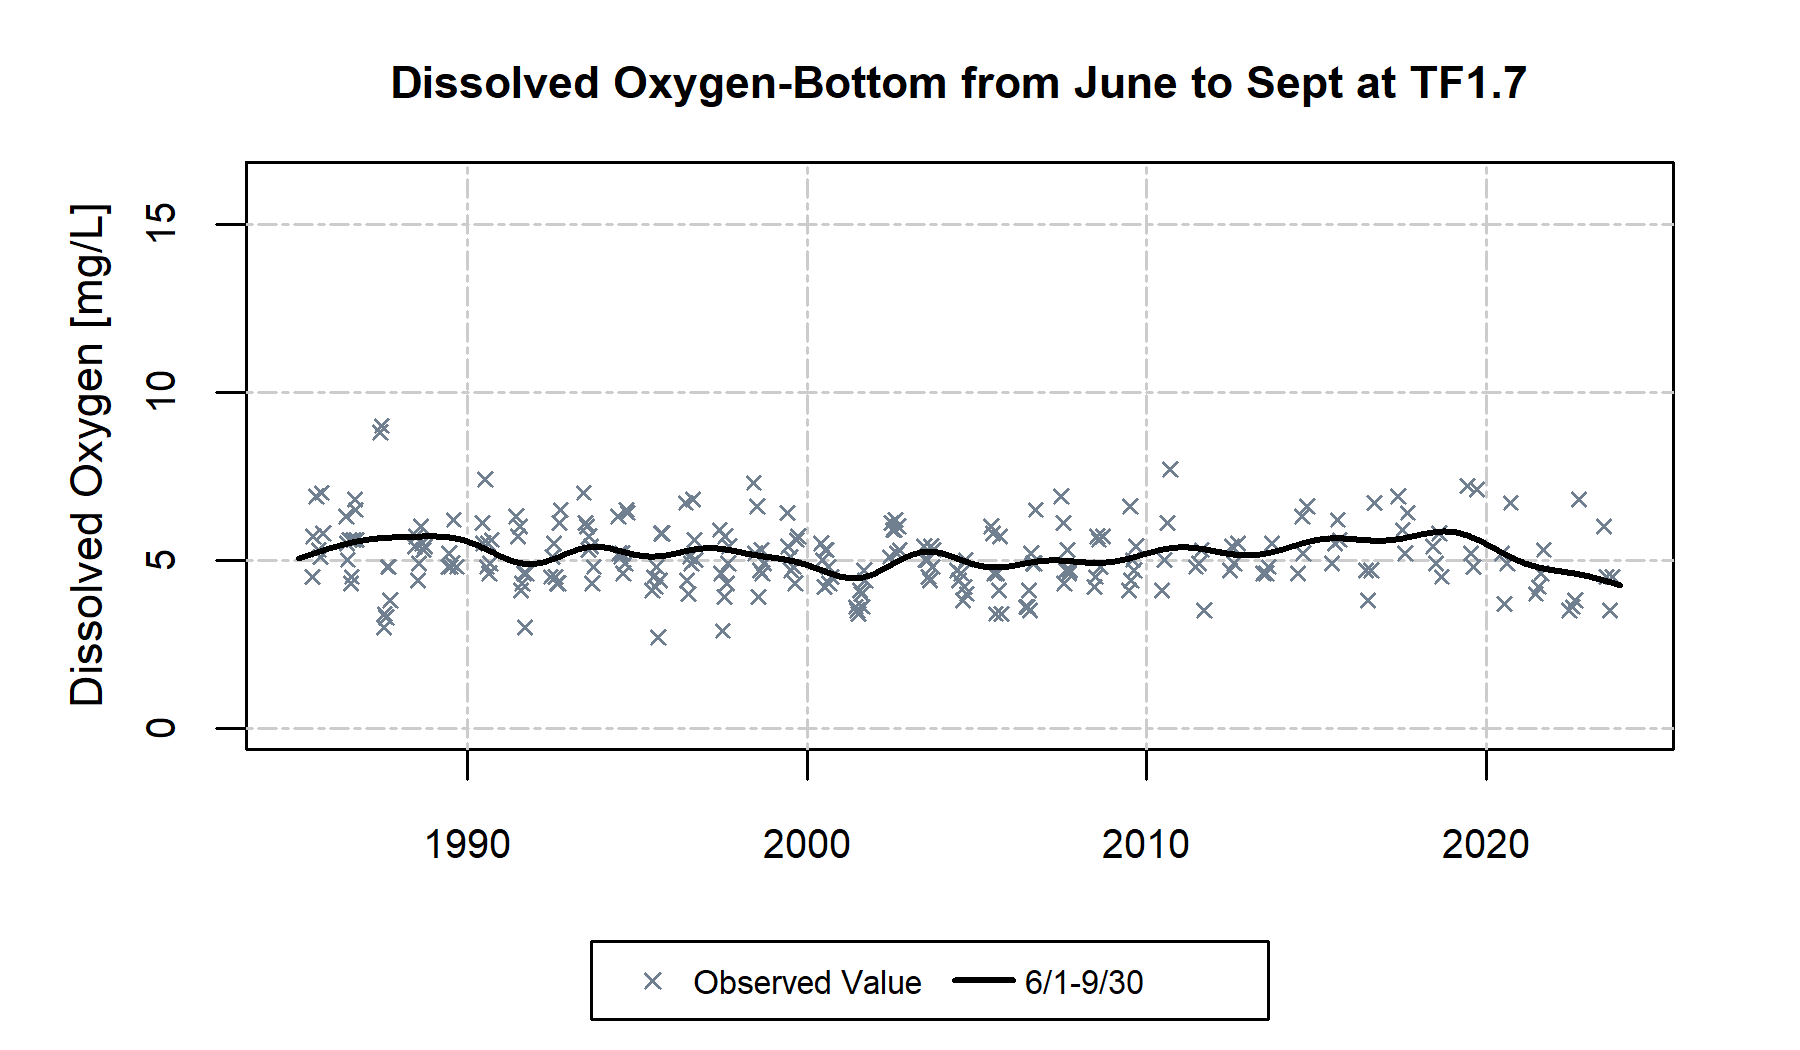 Dissolved Oxygen-Bottom from June to Sept at TF1.7
Dissolved Oxygen [mg/L]
15
10
5
0
1990 2000 2010 2020
Observed Value 6/1-9/30